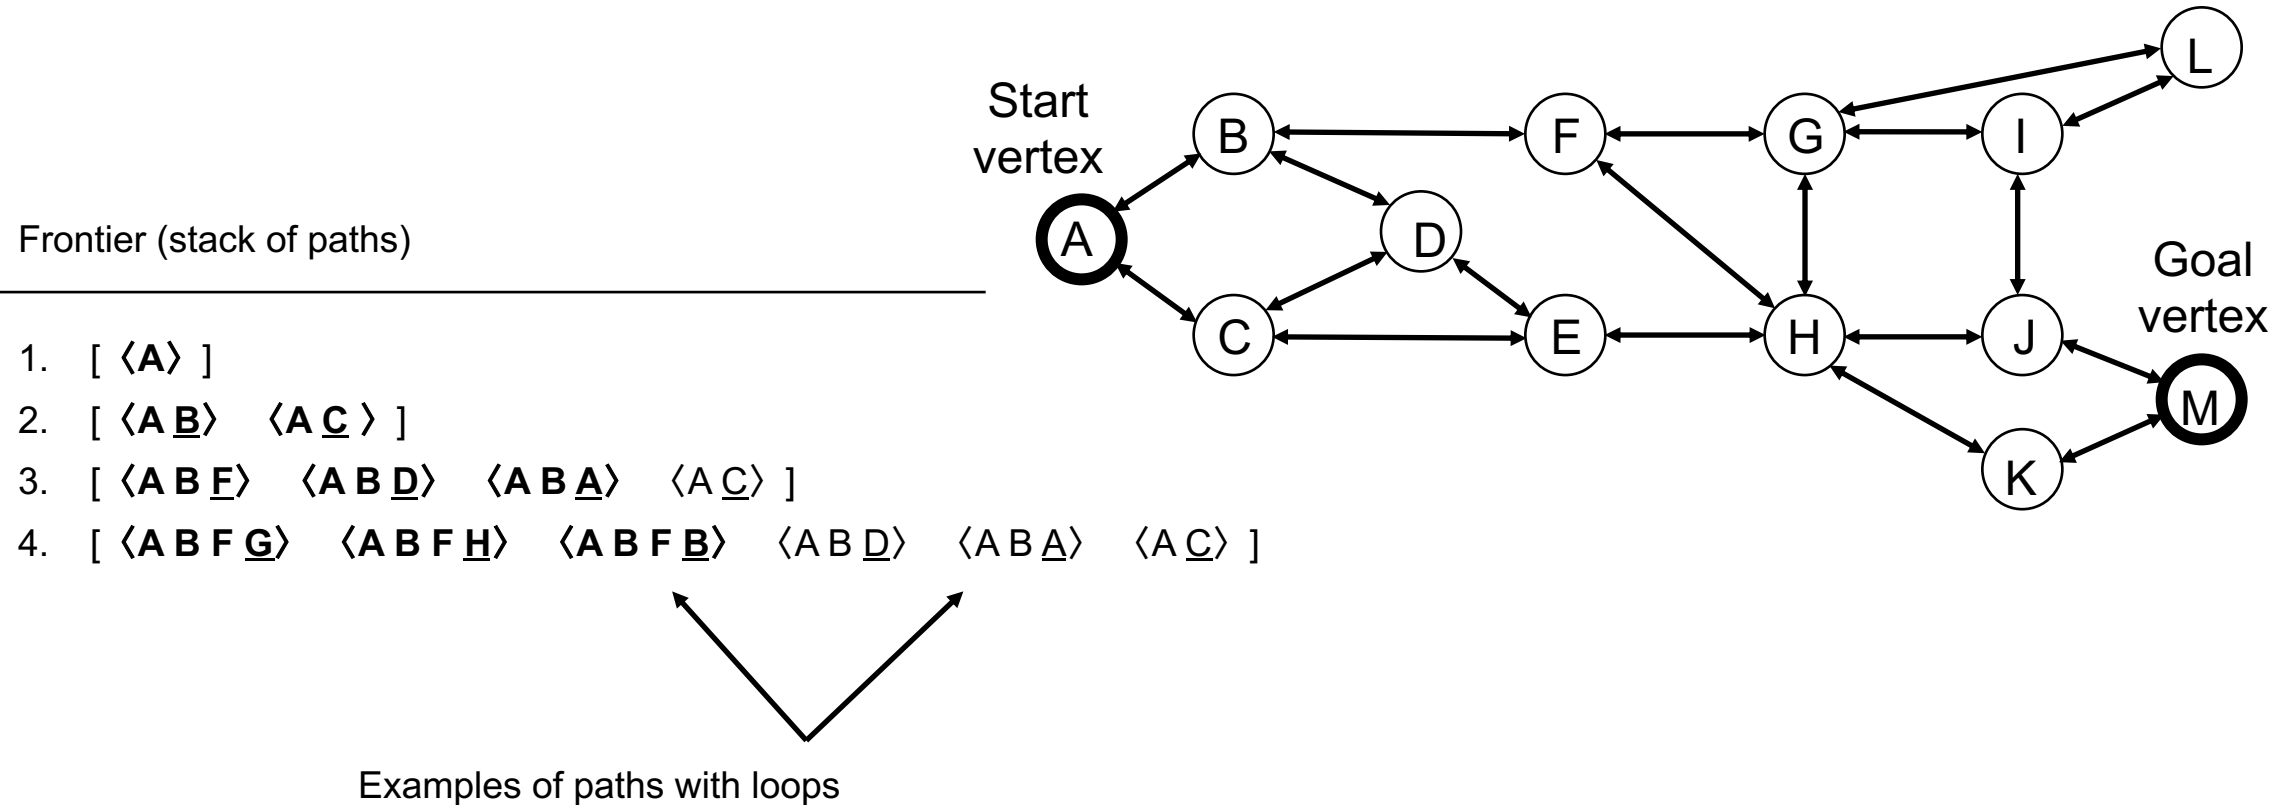 Frontier (stack of paths)
1. [ 〈A〉 ]
2. [ 〈A B〉 〈A C 〉 ]
3. [ 〈A B F〉 〈A B D〉 〈A B A〉 〈A C〉 ]
4. [ 〈A B F G〉 〈A B F H〉 〈A B F B〉 〈A B D〉 〈A B A〉 〈A C〉 ]
Examples of paths with loops
Start
vertex
A
B
C
D
F
E
G
H
I
J
K
L
Goal
vertex
M